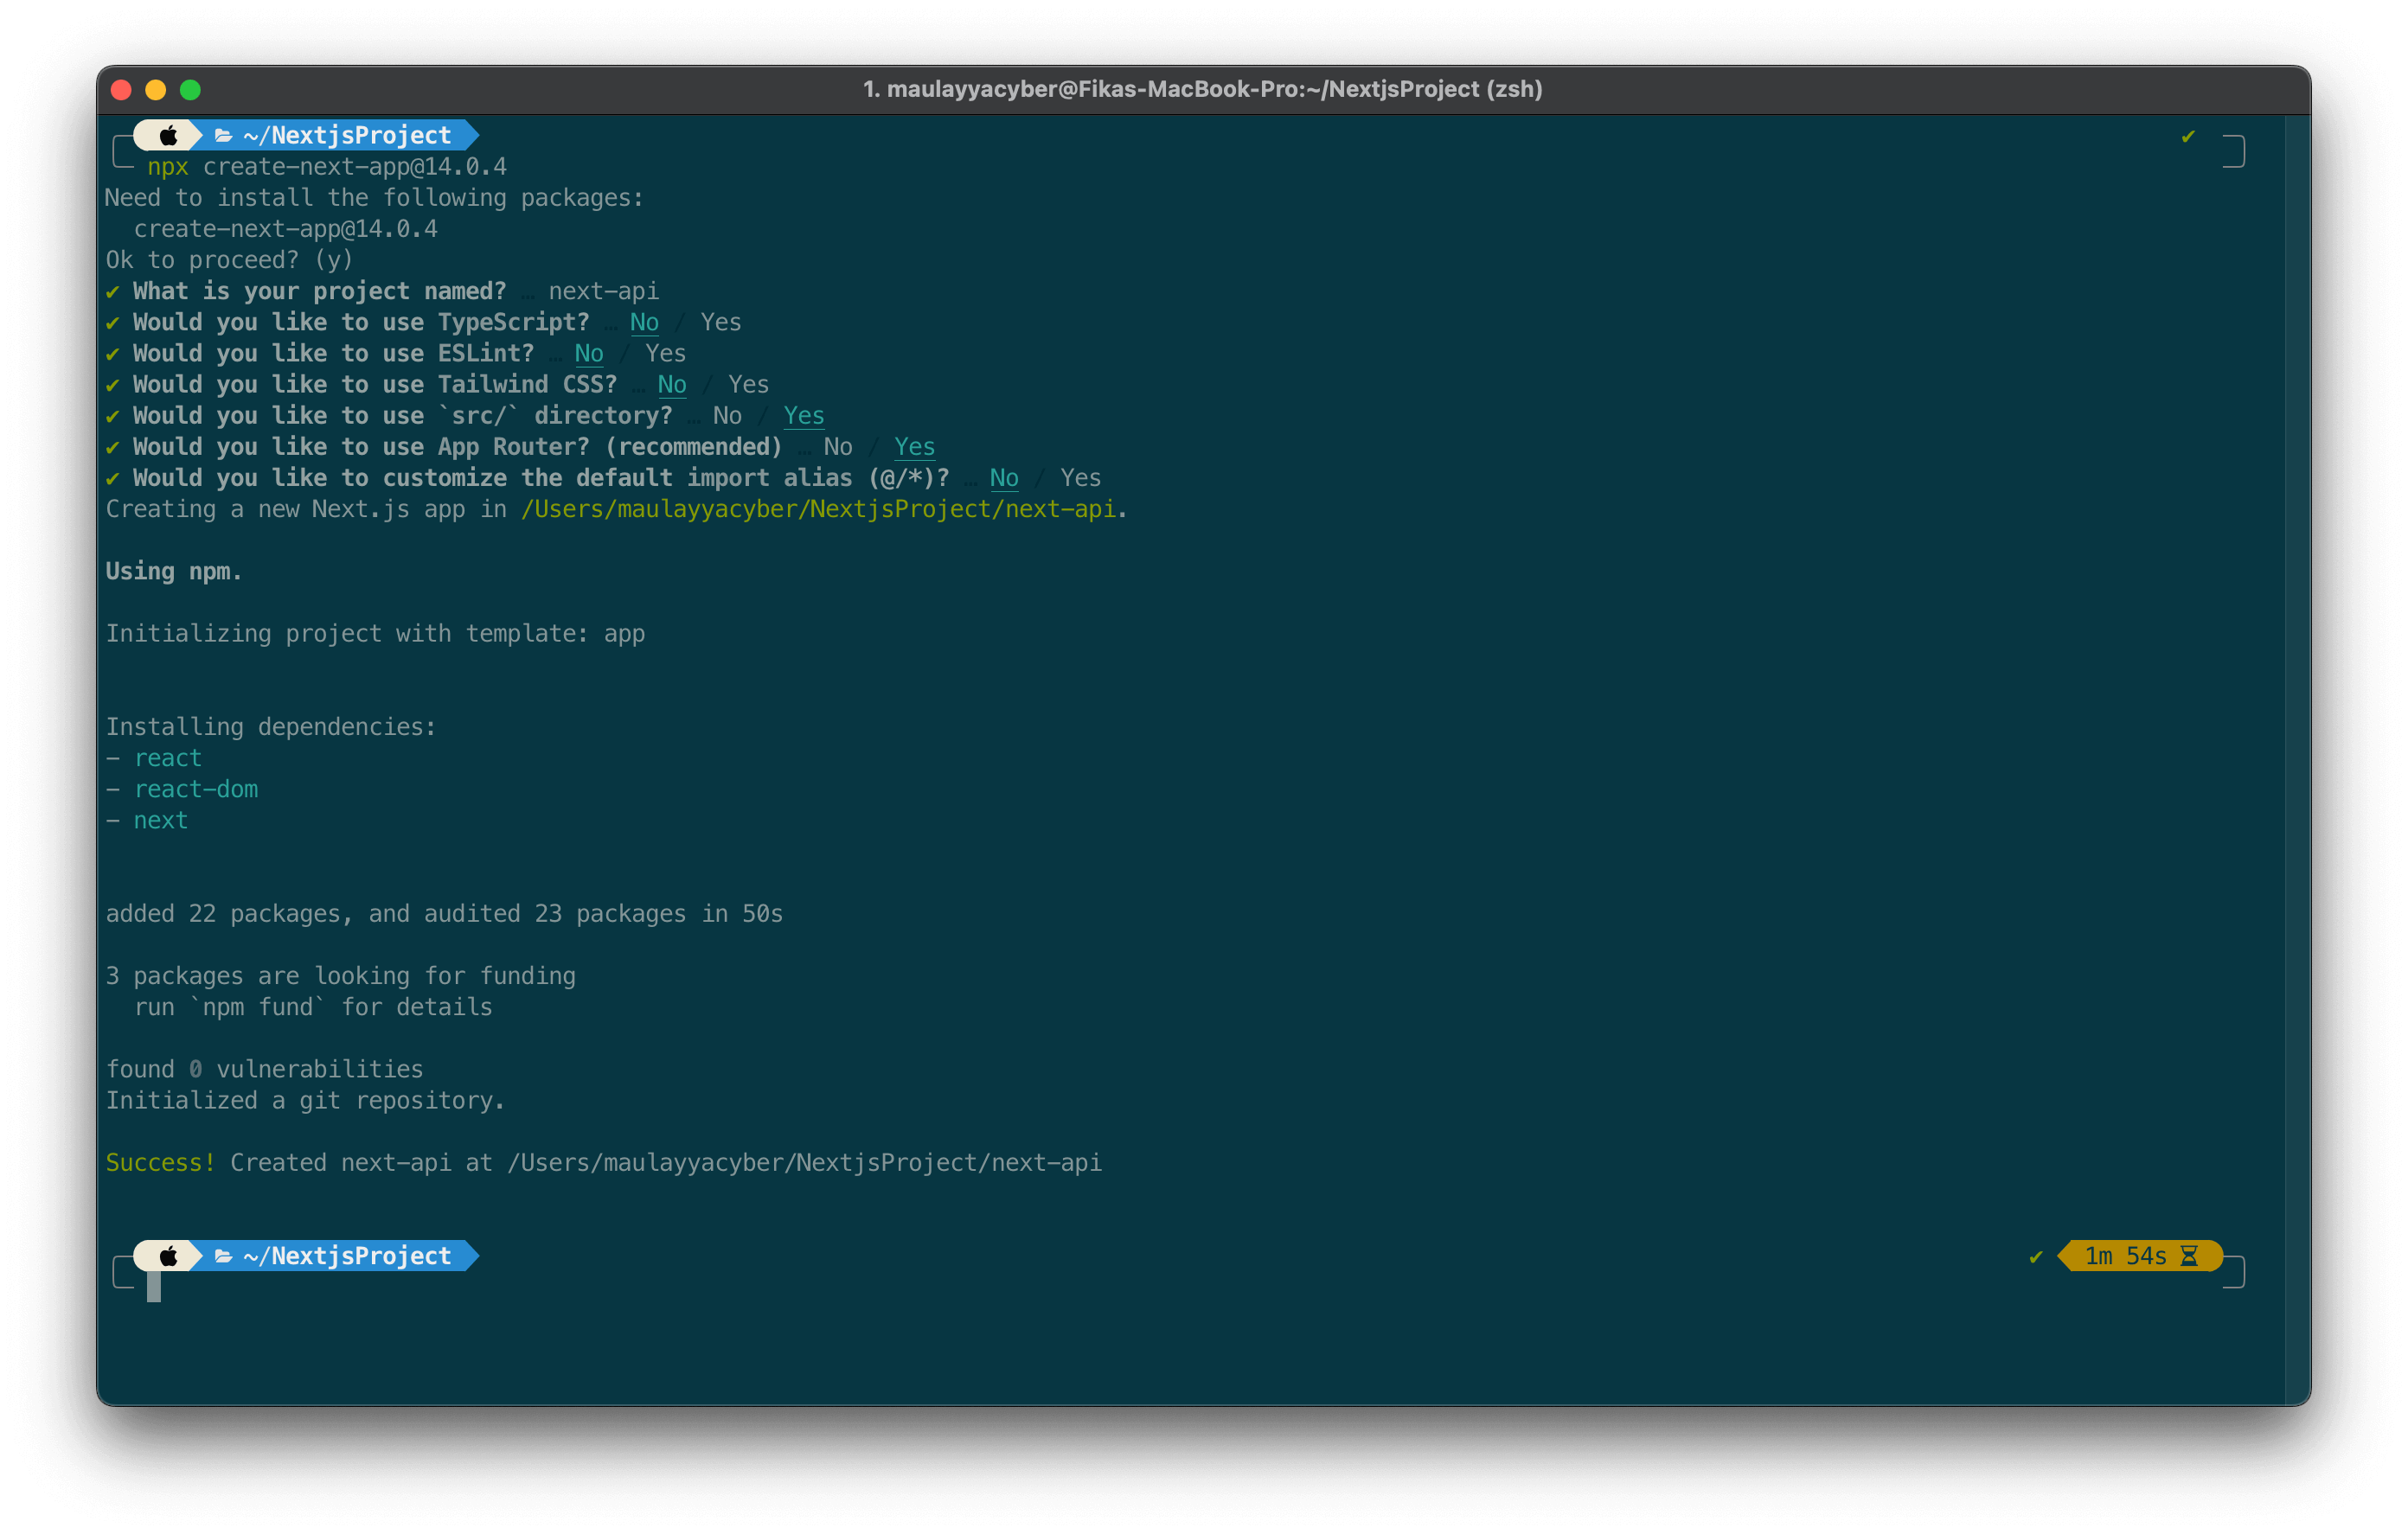 1. maulayyacyber@Fikas-MacBook-Pro:~/NextjsProject (zsh)
~/NextjsProject ✔
npx create-next-app@14.0.4
Need to install the following packages:
  create-next-app@14.0.4
Ok to proceed? (y)
✔ What is your project named? … next-api
✔ Would you like to use TypeScript? … No / Yes
✔ Would you like to use ESLint? … No / Yes
✔ Would you like to use Tailwind CSS? … No / Yes
✔ Would you like to use `src/` directory? … No / Yes
✔ Would you like to use App Router? (recommended) … No / Yes
✔ Would you like to customize the default import alias (@/*)? … No / Yes
Creating a new Next.js app in /Users/maulayyacyber/NextjsProject/next-api.
Using npm.
Initializing project with template: app
Installing dependencies:
- react
- react-dom
- next
added 22 packages, and audited 23 packages in 50s
3 packages are looking for funding
  run `npm fund` for details
found 0 vulnerabilities
Initialized a git repository.
Success! Created next-api at /Users/maulayyacyber/NextjsProject/next-api
~/NextjsProject ✔ 1m 54s